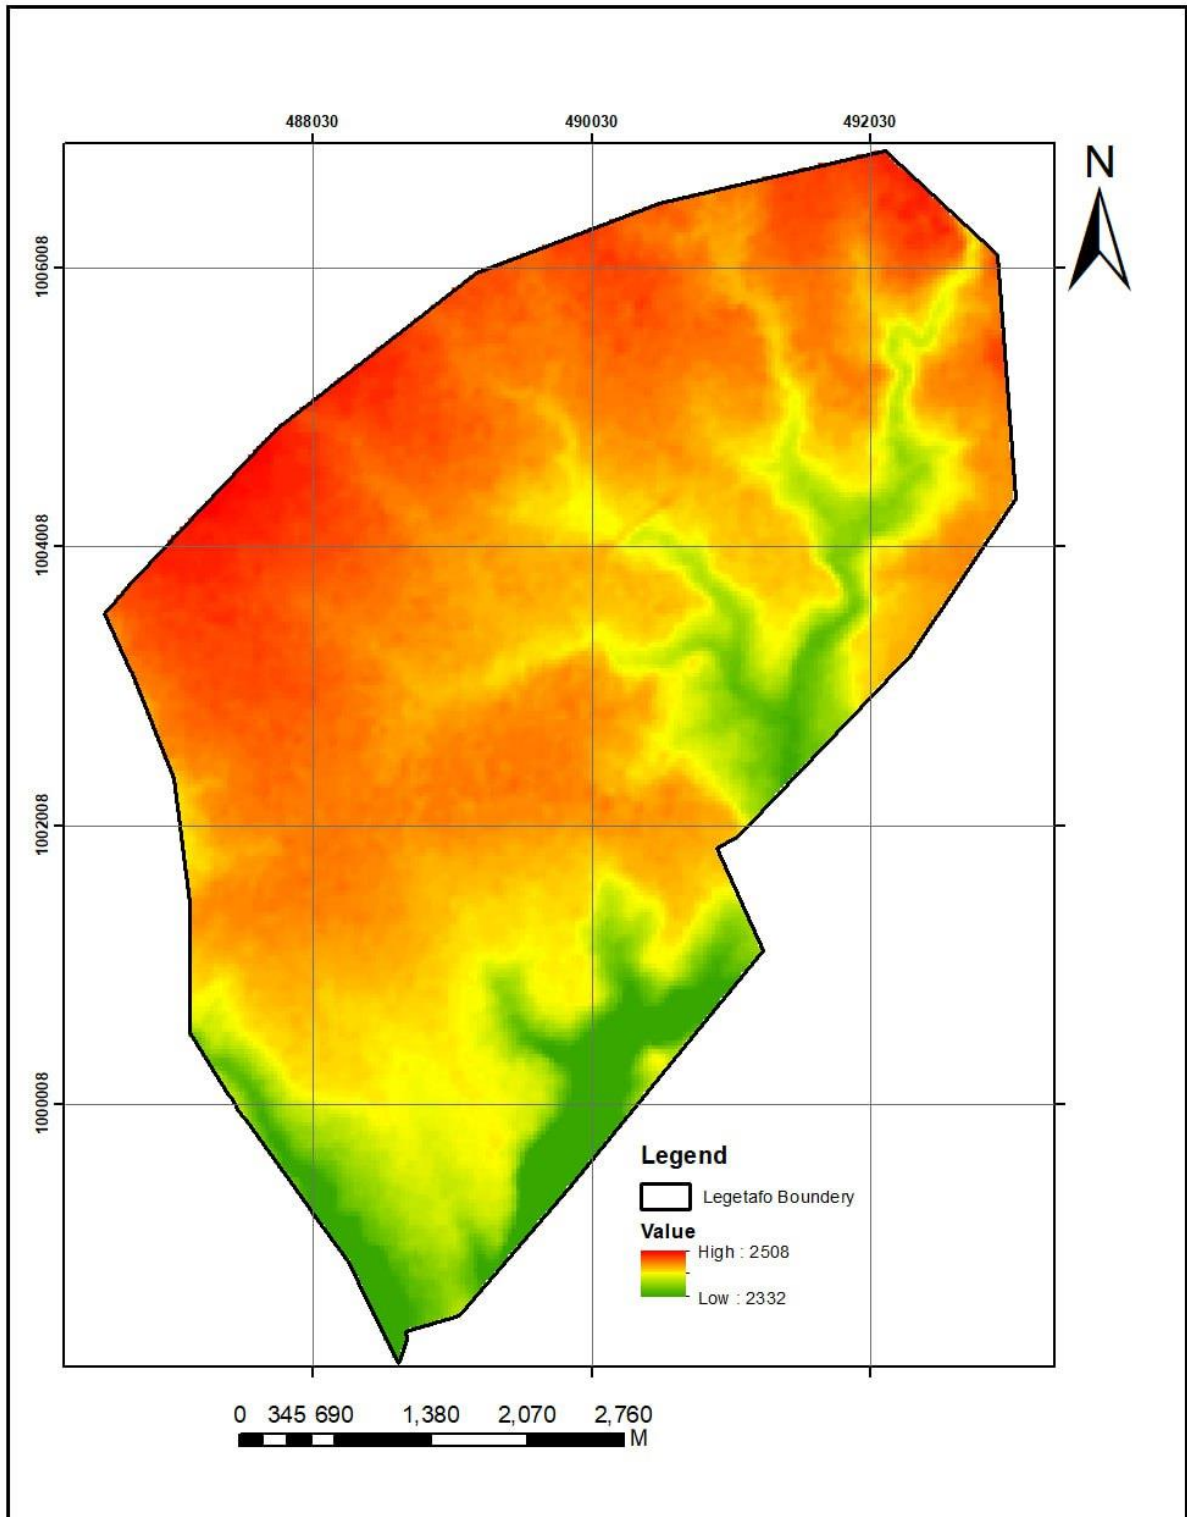 488030 490030 492030
N
1006008
1004008
1002008
1000008
Legend
Legetafo Boundery
Value
High : 2508
Low : 2332
0 345 690 1,380 2,070 2,760
M